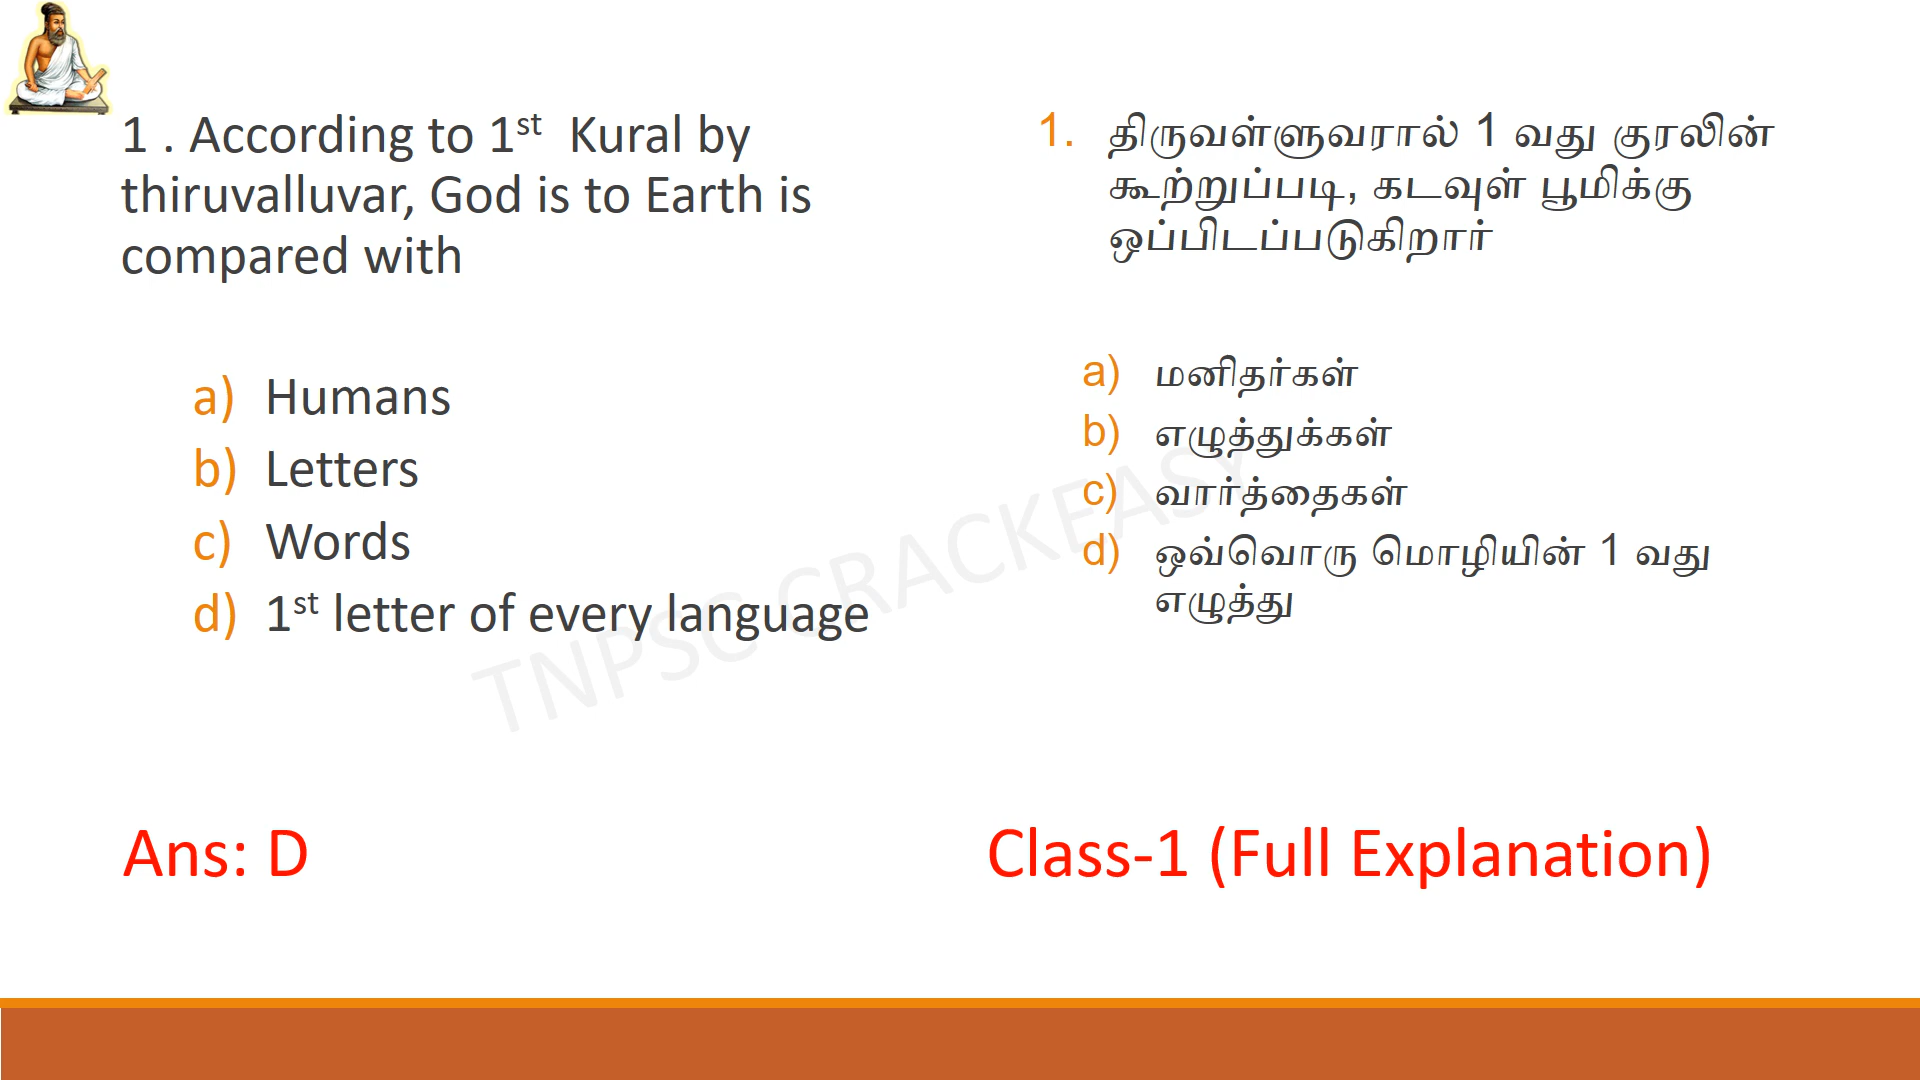 1 . According to 1st Kural by
thiruvalluvar, God is to Earth is
compared with
a) Humans
b) Letters
c) Words
d) 1st letter of every language
1. திருவள்ளுவரால் 1 வது குரலின்
கூற்றுப்படி, கடவுள் பூமிக்கு
ஒப்பிடப்படுகிறார்
a) மனிதர்கள்
b) எழுத்துக்கள்
c) வார்த்தைகள்
d) ஒவ்வொரு மொழியின் 1 வது
எழுத்து
TNPSC CRACKEASY
Ans: D
Class-1 (Full Explanation)